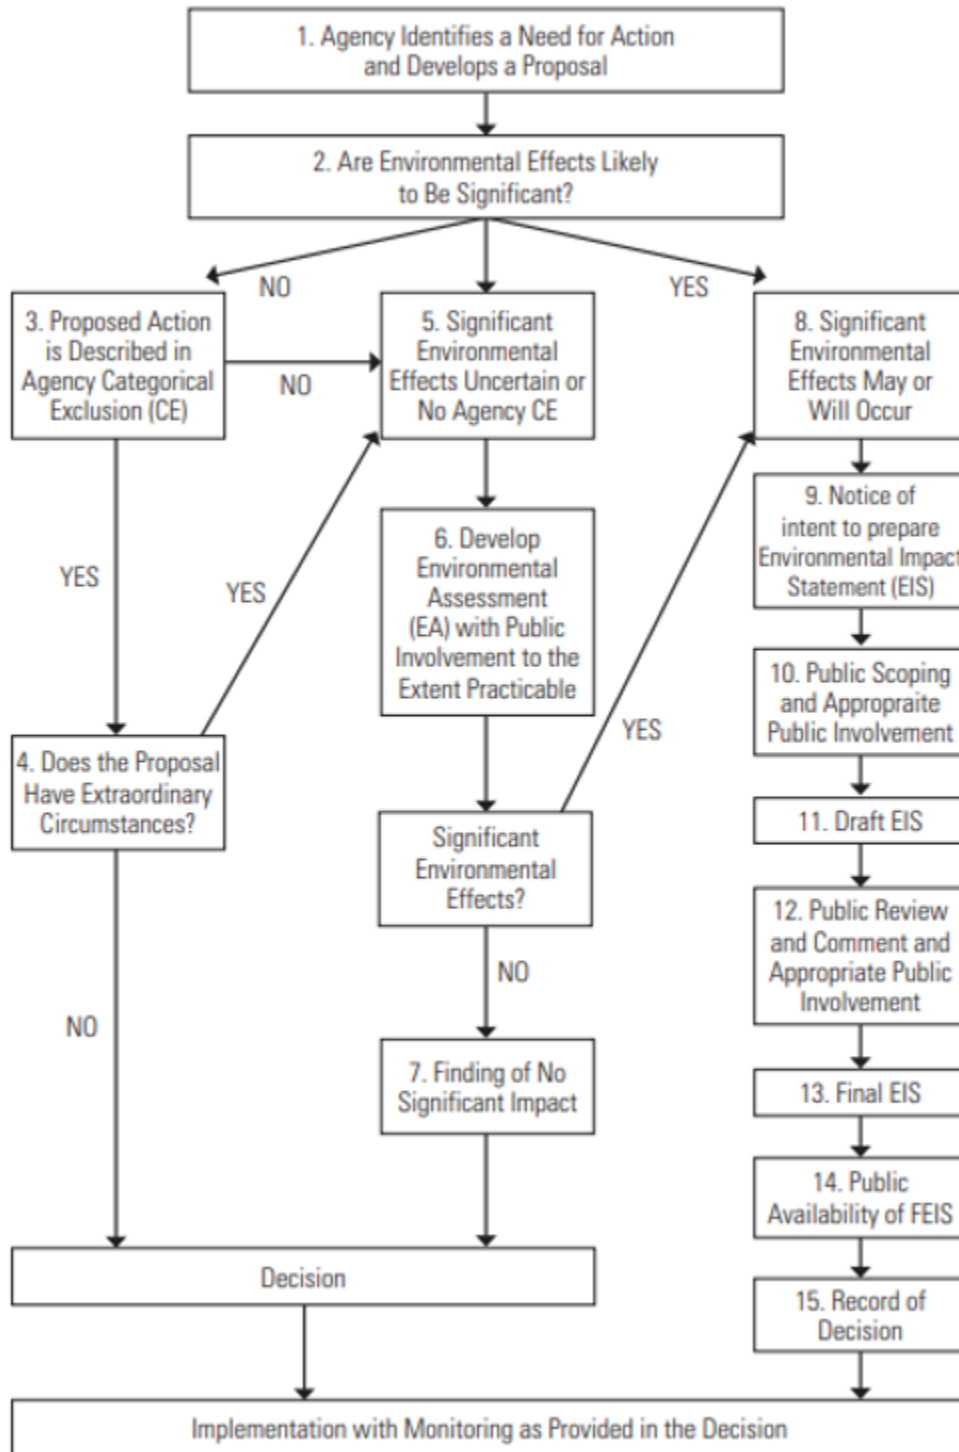 1. Agency Identifies a Need for Action
and Develops a Proposal
2. Are Environmental Effects Likely
to Be Significant?
NO
YES
3. Proposed Action
is Described in
Agency Categorical
Exclusion (CE)
NO
5. Significant
Environmental
Effects Uncertain or
No Agency CE
8. Significant
Environmental
Effects May or
Will Occur
9. Notice of
intent to prepare
Environmental Impact
Statement (EIS)
YES
YES
6. Develop
Environmental
Assessment
(EA) with Public
Involvement to the
Extent Practicable
YES
10. Public Scoping
and Appropraite
Public Involvement
4. Does the Proposal
Have Extraordinary
Circumstances?
Significant
Environmental
Effects?
11. Draft EIS
12. Public Review
and Comment and
Appropriate Public
Involvement
NO
NO
7. Finding of No
Significant Impact
13. Final EIS
14. Public
Availability of FEIS
Decision
15. Record of
Decision
Implementation with Monitoring as Provided in the Decision